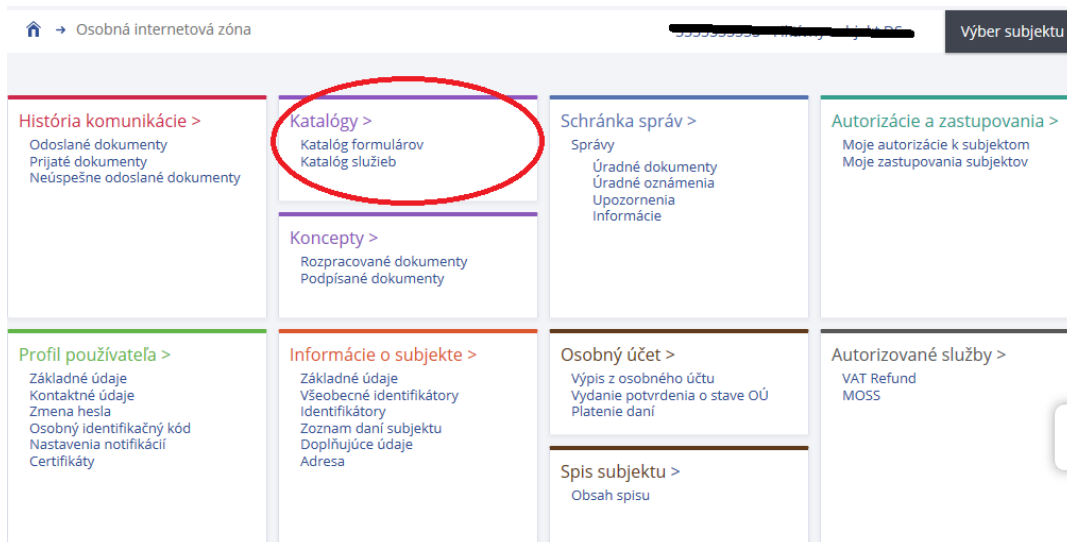 Osobná internetová zóna
Výber subjektu
História komunikácie >
Odoslané dokumenty
Prijaté dokumenty
Neúspešne odoslané dokumenty
Katalógy >
Katalóg formulárov
Katalóg služieb
Koncepty >
Rozpracované dokumenty
Podpísané dokumenty
Schránka správ >
Správy
Úradné dokumenty
Úradné oznámenia
Upozornenia
Informácie
Autorizácie a zastupovania >
Moje autorizácie k subjektom
Moje zastupovania subjektov
Profil používateľa >
Základné údaje
Kontaktné údaje
Zmena hesla
Osobný identifikačný kód
Nastavenia notifikácií
Certifikáty
Informácie o subjekte >
Základné údaje
Všeobecné identifikátory
Identifikátory
Zoznam daní subjektu
Doplňujúce údaje
Adresa
Osobný účet >
Výpis z osobného účtu
Vydanie potvrdenia o stave OÚ
Platenie daní
Spis subjektu >
Obsah spisu
Autorizované služby >
VAT Refund
MOSS